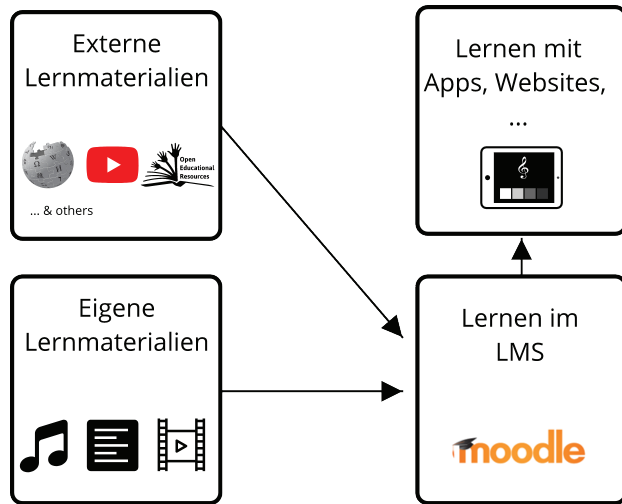 Externe
Lernmaterialien
Open
Educational
Resources
... & others
Lernen mit
Apps, Websites,
...
Eigene
Lernmaterialien
Lernen im
LMS
moodle